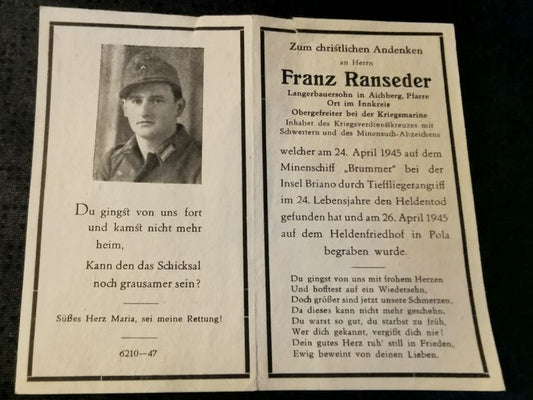 Du gingst von uns fort
und kamst nicht mehr
heim,
Kann den das Schicksal
noch grausamer sein?
Süßes Herz Maria, sei meine Rettung!
6210—47
Zum christlichen Andenken
an Herrn
Franz Ranseder
Langerbauersohn in Aichberg, Pfarre
Ort im Innkreis
Obergefreiter bei der Kriegsmarine
Inhaber des Kriegsverdienstkreuzes mit
Schwertern und des Minensuch-Abzeichens
welcher am 24. April 1945 auf dem
Minenschiff „Brummer" bei der
Insel Briano durch Tieffliegerangriff
im 24. Lebensjahre den Heldentod
gefunden hat und am 26. April 1945
auf dem Heldenfriedhof in Pola
begraben wurde.
Du gingst von uns mit frohem Herzen
Und hofftest auf ein Wiedersehn,
Doch größer sind jetzt unsere Schmerzen,
Da dieses kann nicht mehr geschehn.
Du warst so gut, du starbst zu früh,
Wer dich gekannt, vergißt dich nie!
Dein gutes Herz ruh' still in Frieden,
Ewig beweint von deinen Lieben.